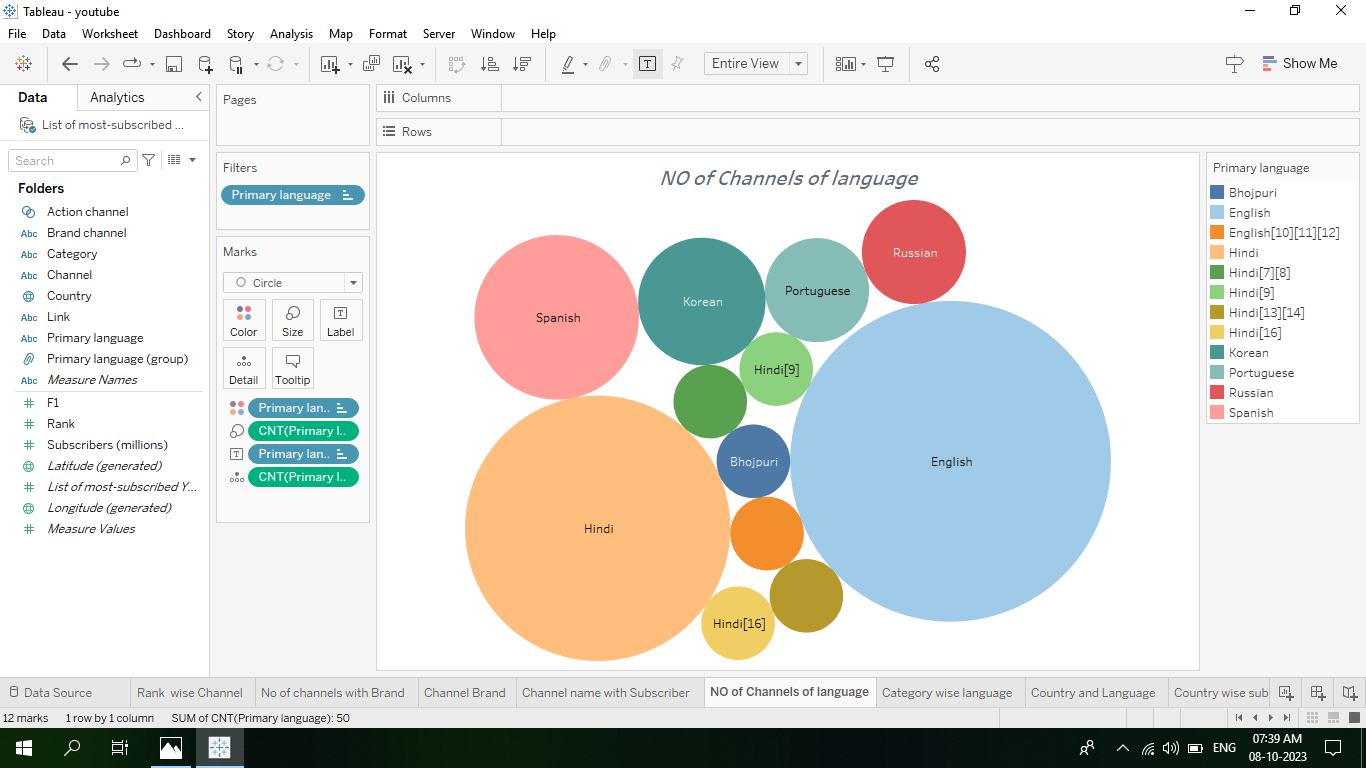 Tableau - youtube
File Data Worksheet Dashboard Story Analysis Map Format Server Window Help
Entire View
Show Me
Data Analytics
List of most-subscribed ...
Search
Folders
Action channel
Abc Brand channel
Abc Category
Abc Channel
Country
Abc Link
Abc Primary language
Primary language (group)
Abc Measure Names
# F1
# Rank
# Subscribers (millions)
Latitude (generated)
# List of most-subscribed Y...
Longitude (generated)
# Measure Values
Pages
Filters
Primary language
Marks
Circle
Color Size Label
Detail Tooltip
Primary lan..
CNT(Primary l..
Primary lan..
CNT(Primary l..
Columns
Rows
NO of Channels of language
Russian
Portuguese
Korean
Spanish
Hindi[9]
Bhojpuri
English
Hindi
Hindi[16]
Primary language
Bhojpuri
English
English[10][11][12]
Hindi
Hindi[7][8]
Hindi[9]
Hindi[13][14]
Hindi[16]
Korean
Portuguese
Russian
Spanish
Data Source Rank wise Channel No of channels with Brand Channel Brand Channel name with Subscriber NO of Channels of language Category wise language Country and Language Country wise sub
12 marks 1 row by 1 column SUM of CNT(Primary language): 50
ENG
07:39 AM
08-10-2023